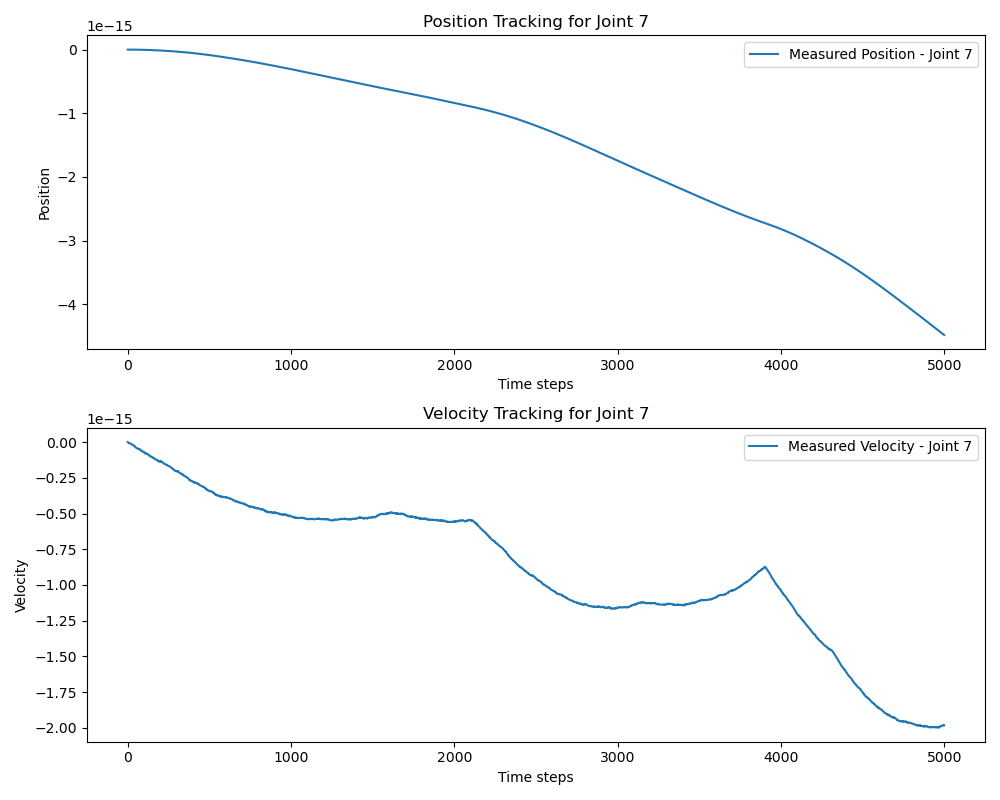 Position Tracking for Joint 7
1e−15
Measured Position - Joint 7
0
−1
−2
−3
−4
Position
0 1000 2000 3000 4000 5000
Time steps
Velocity Tracking for Joint 7
1e−15
Measured Velocity - Joint 7
0.00
−0.25
−0.50
−0.75
−1.00
−1.25
−1.50
−1.75
−2.00
Velocity
0 1000 2000 3000 4000 5000
Time steps